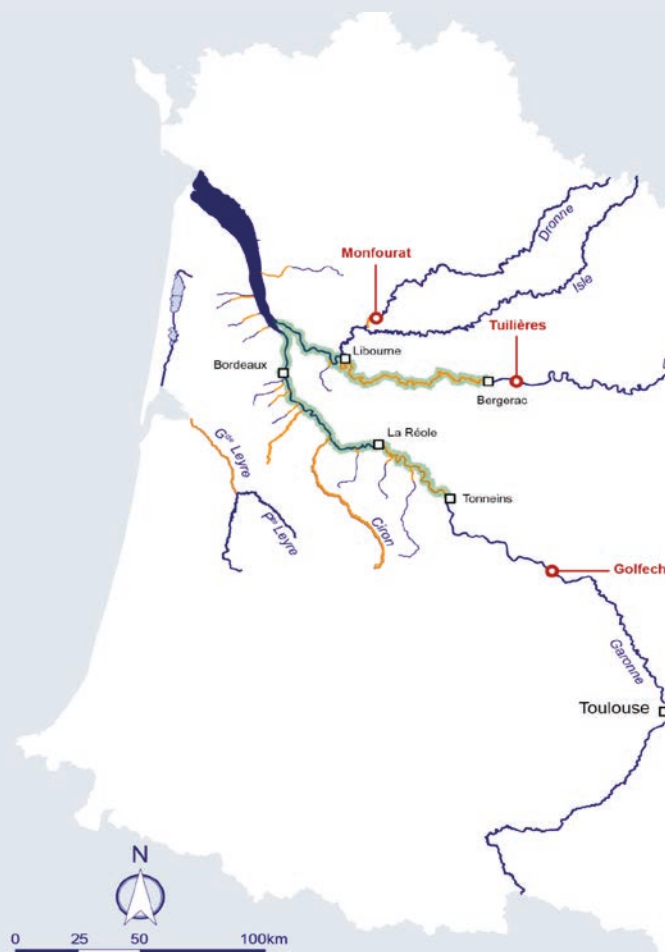 Dronne
Monfourat
Isle
Tuilières
Libourne
Bordeaux
Bergerac
La Réole
Gde Leyre
Pte Leyre
Ciron
Tonneins
Golfech
Garonne
Toulouse
N
0 25 50 100km